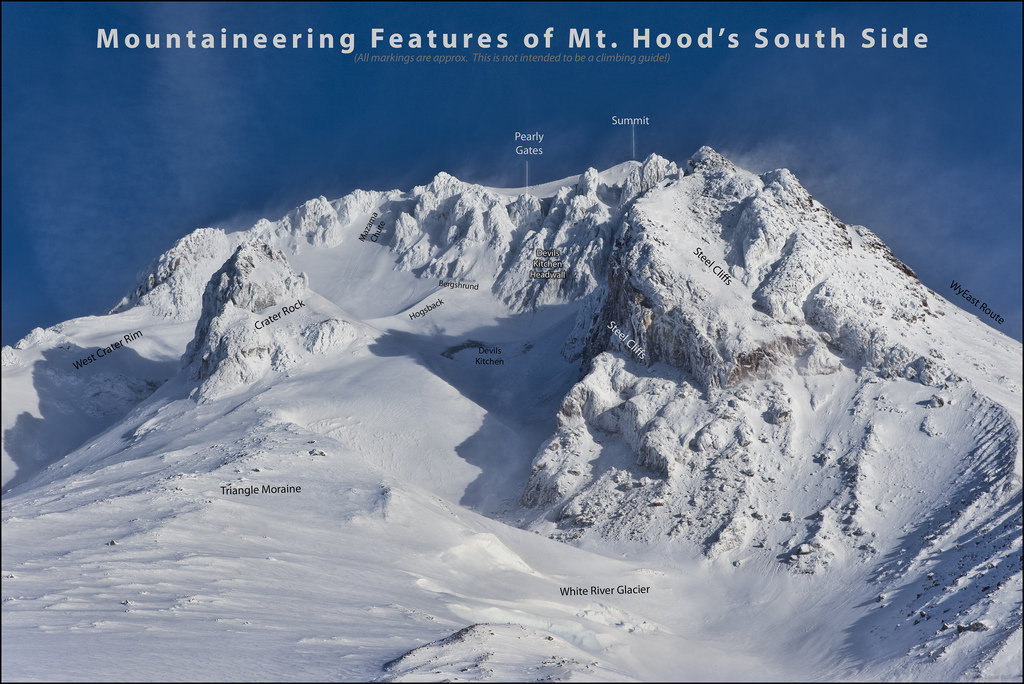 Mountaineering Features of Mt. Hood's South Side
(All markings are approx. This is not intended to be a climbing guide!)
Summit
Pearly
Gates
Mazama
Chute
Devils
Kitchen
Headwall
Steel Cliffs
Bergshrund
WyEast Route
Hogsback
Crater Rock
Steel Cliffs
West Crater Rim
Devils
Kitchen
Triangle Moraine
White River Glacier